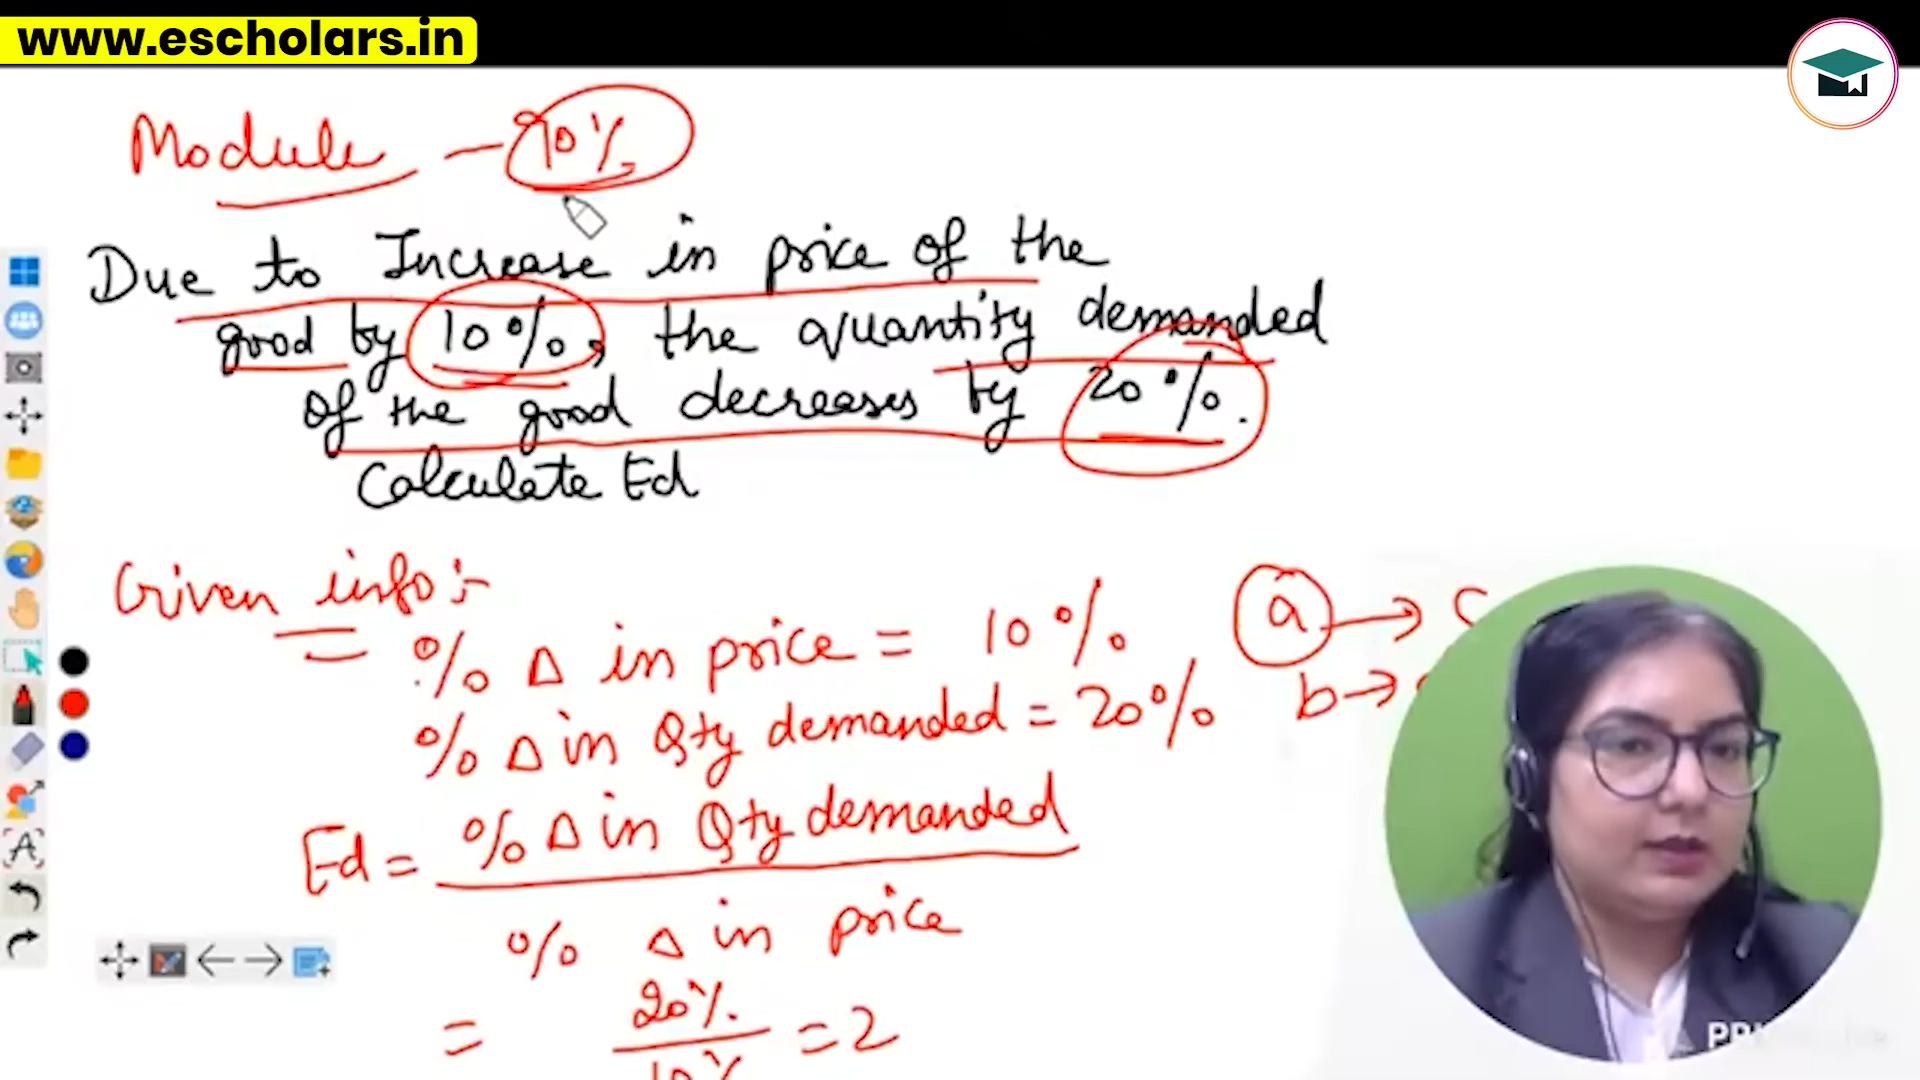 www.escholars.in
Module - 10%
Due to Increase in price of the
good by 10%, the quantity demanded
of the good decreases by 20%.
Calculate Ed
Given info:-
% Δ in price = 10%
% Δ in Qty demanded = 20%
a → c
b →
Ed = % Δ in Qty demanded
% Δ in price
= 20% = 2
10%